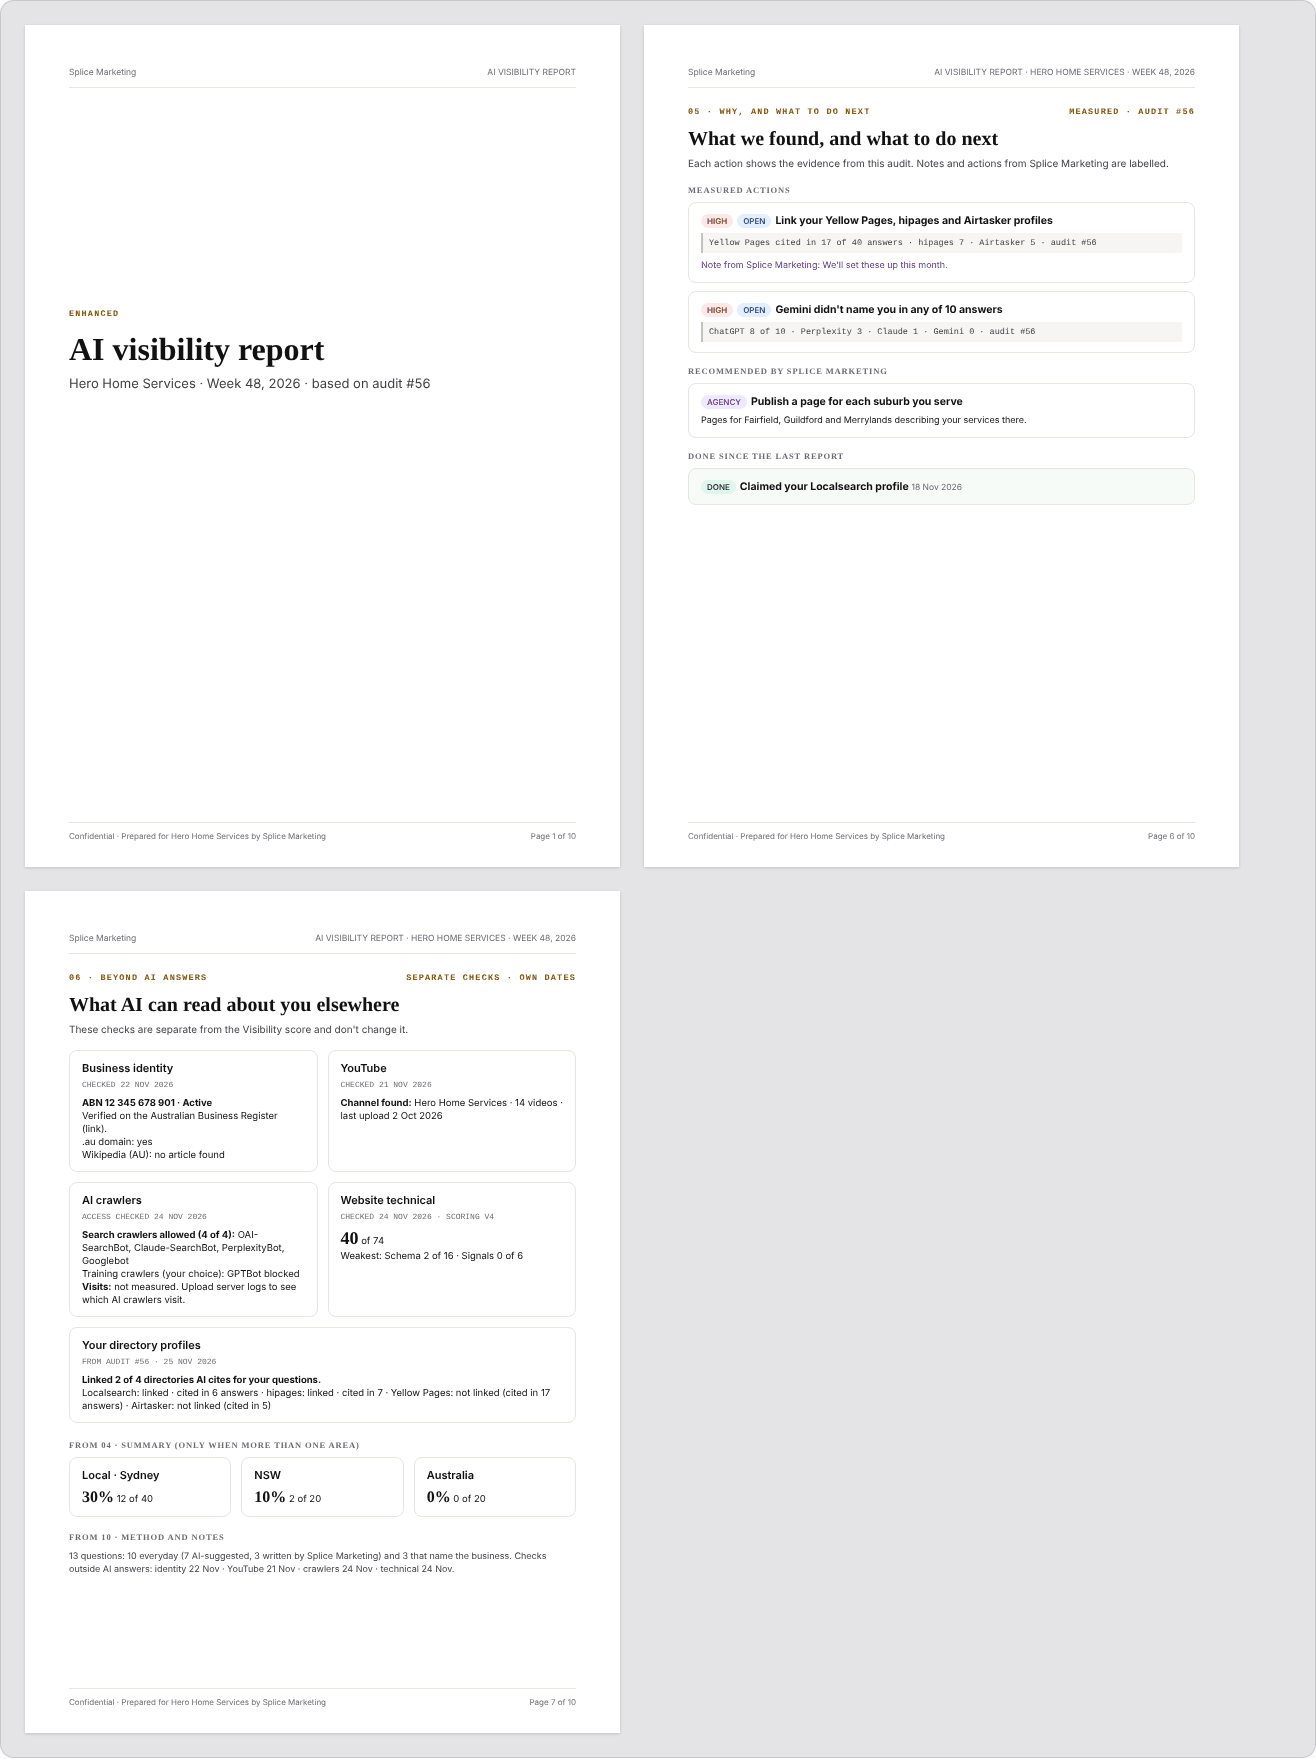 Splice Marketing
AI VISIBILITY REPORT
ENHANCED
AI visibility report
Hero Home Services · Week 48, 2026 · based on audit #56
Confidential · Prepared for Hero Home Services by Splice Marketing
Page 1 of 10
Splice Marketing
AI VISIBILITY REPORT · HERO HOME SERVICES · WEEK 48, 2026
05 · WHY, AND WHAT TO DO NEXT
MEASURED · AUDIT #56
What we found, and what to do next
Each action shows the evidence from this audit. Notes and actions from Splice Marketing are labelled.
MEASURED ACTIONS
HIGH OPEN Link your Yellow Pages, hipages and Airtasker profiles
Yellow Pages cited in 17 of 40 answers · hipages 7 · Airtasker 5 · audit #56
Note from Splice Marketing: We'll set these up this month.
HIGH OPEN Gemini didn't name you in any of 10 answers
ChatGPT 8 of 10 · Perplexity 3 · Claude 1 · Gemini 0 · audit #56
RECOMMENDED BY SPLICE MARKETING
AGENCY Publish a page for each suburb you serve
Pages for Fairfield, Guildford and Merrylands describing your services there.
DONE SINCE THE LAST REPORT
DONE Claimed your Localsearch profile 18 Nov 2026
Confidential · Prepared for Hero Home Services by Splice Marketing
Page 6 of 10
Splice Marketing
AI VISIBILITY REPORT · HERO HOME SERVICES · WEEK 48, 2026
06 · BEYOND AI ANSWERS
SEPARATE CHECKS · OWN DATES
What AI can read about you elsewhere
These checks are separate from the Visibility score and don't change it.
Business identity
CHECKED 22 NOV 2026
ABN 12 345 678 901 · Active
Verified on the Australian Business Register
(link).
.au domain: yes
Wikipedia (AU): no article found
YouTube
CHECKED 21 NOV 2026
Channel found: Hero Home Services · 14 videos ·
last upload 2 Oct 2026
AI crawlers
ACCESS CHECKED 24 NOV 2026
Search crawlers allowed (4 of 4): OAI-
SearchBot, Claude-SearchBot, PerplexityBot,
Googlebot
Training crawlers (your choice): GPTBot blocked
Visits: not measured. Upload server logs to see
which AI crawlers visit.
Website technical
CHECKED 24 NOV 2026 · SCORING V4
40 of 74
Weakest: Schema 2 of 16 · Signals 0 of 6
Your directory profiles
FROM AUDIT #56 · 25 NOV 2026
Linked 2 of 4 directories AI cites for your questions.
Localsearch: linked · cited in 6 answers · hipages: linked · cited in 7 · Yellow Pages: not linked (cited in 17
answers) · Airtasker: not linked (cited in 5)
FROM 04 · SUMMARY (ONLY WHEN MORE THAN ONE AREA)
Local · Sydney
30% 12 of 40
NSW
10% 2 of 20
Australia
0% 0 of 20
FROM 10 · METHOD AND NOTES
13 questions: 10 everyday (7 AI-suggested, 3 written by Splice Marketing) and 3 that name the business. Checks
outside AI answers: identity 22 Nov · YouTube 21 Nov · crawlers 24 Nov · technical 24 Nov.
Confidential · Prepared for Hero Home Services by Splice Marketing
Page 7 of 10